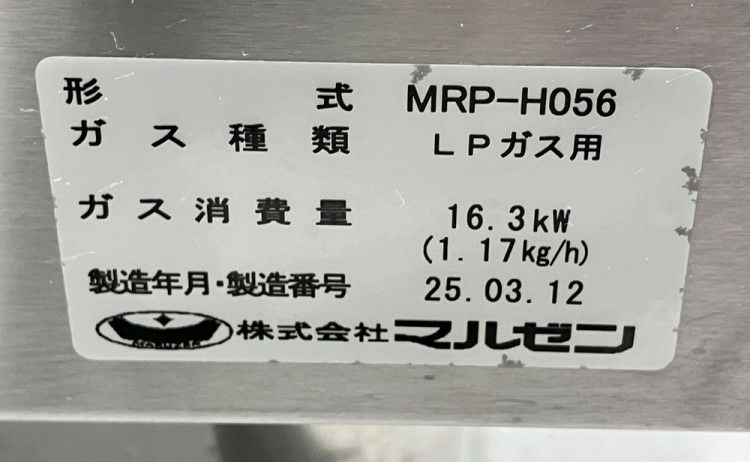 形式 MRP-H056
ガス種類 LPガス用
ガス消費量 16.3kW
(1.17kg/h)
製造年月・製造番号 25.03.12
MARUZEN 株式会社マルゼン